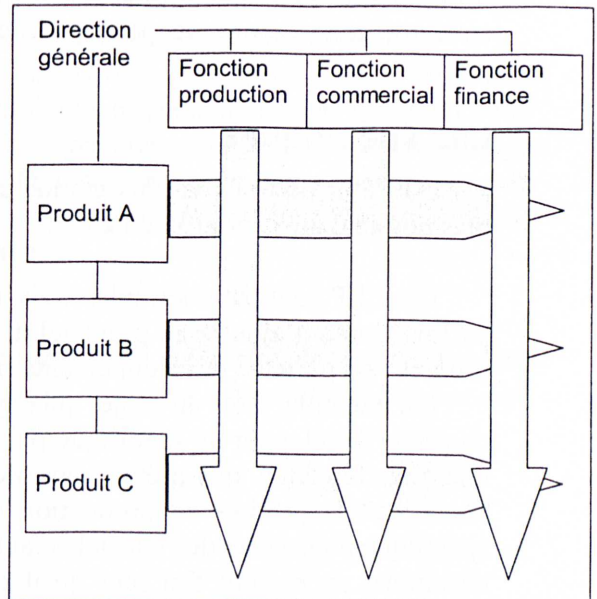 Direction
générale
Fonction
production
Fonction
commercial
Fonction
finance
Produit A
Produit B
Produit C